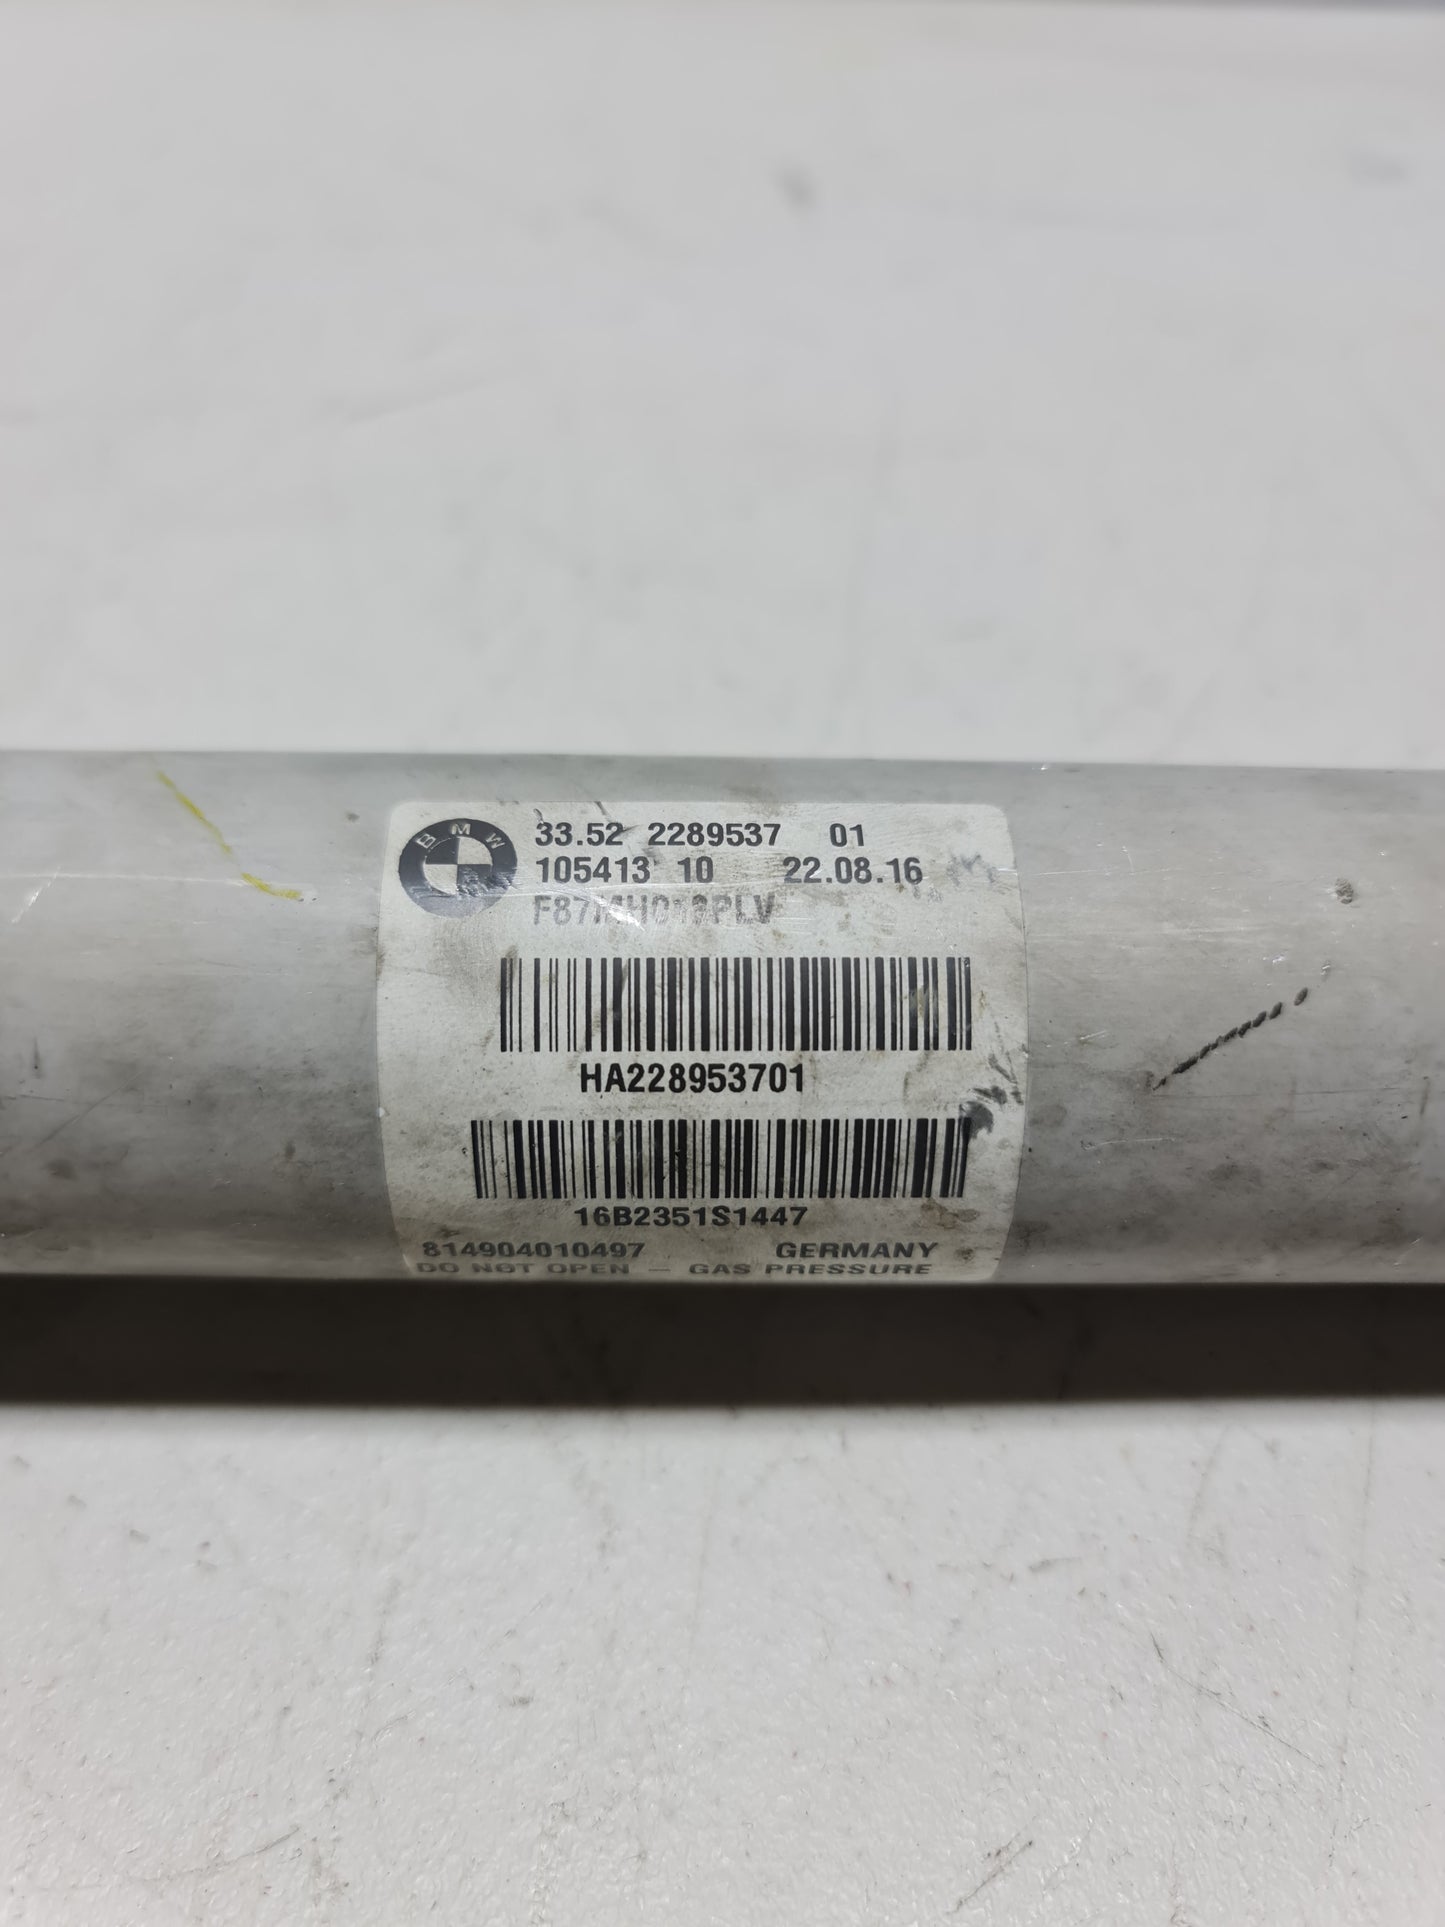 BMW
33.52 2289537 01
105413 10 22.08.16
HA228953701
16B2351S1447
814904010497 GERMANY
DO NOT OPEN - GAS PRESSURE